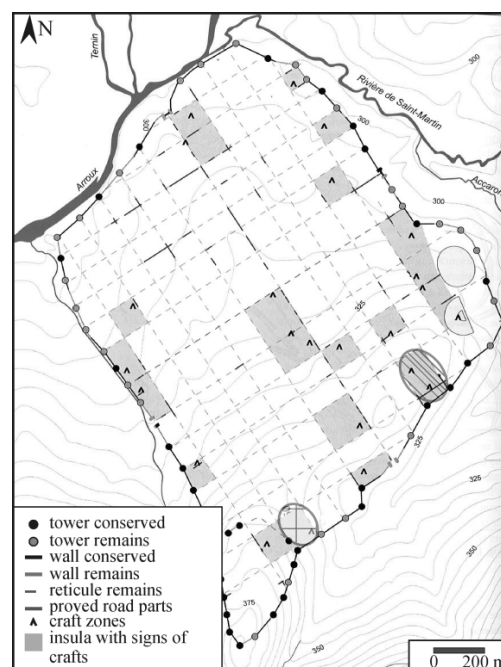 N
Ternin
Rivière de Saint-Martin
300
300
300
Arroux
Accaron
300
325
325
325
375
350
350
tower conserved
tower remains
wall conserved
wall remains
reticule remains
proved road parts
craft zones
insula with signs of
crafts
0 200